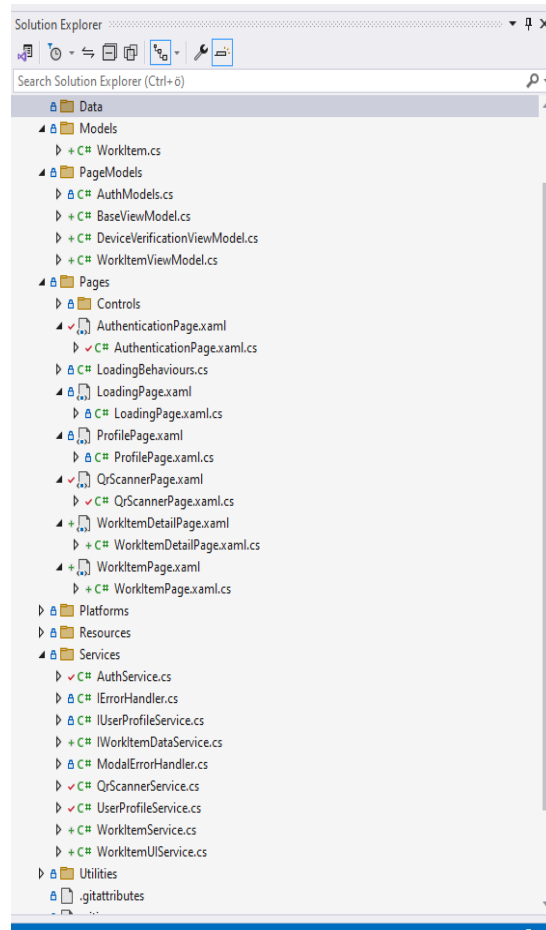 Solution Explorer
Search Solution Explorer (Ctrl+ö)
Data
Models
C# WorkItem.cs
PageModels
C# AuthModels.cs
C# BaseViewModel.cs
C# DeviceVerificationViewModel.cs
C# WorkItemViewModel.cs
Pages
Controls
AuthenticationPage.xaml
C# AuthenticationPage.xaml.cs
C# LoadingBehaviours.cs
LoadingPage.xaml
C# LoadingPage.xaml.cs
ProfilePage.xaml
C# ProfilePage.xaml.cs
QrScannerPage.xaml
C# QrScannerPage.xaml.cs
WorkItemDetailPage.xaml
C# WorkItemDetailPage.xaml.cs
WorkItemPage.xaml
C# WorkItemPage.xaml.cs
Platforms
Resources
Services
C# AuthService.cs
C# IErrorHandler.cs
C# IUserProfileService.cs
C# IWorkItemDataService.cs
C# ModalErrorHandler.cs
C# QrScannerService.cs
C# UserProfileService.cs
C# WorkItemService.cs
C# WorkItemUIService.cs
Utilities
.gitattributes